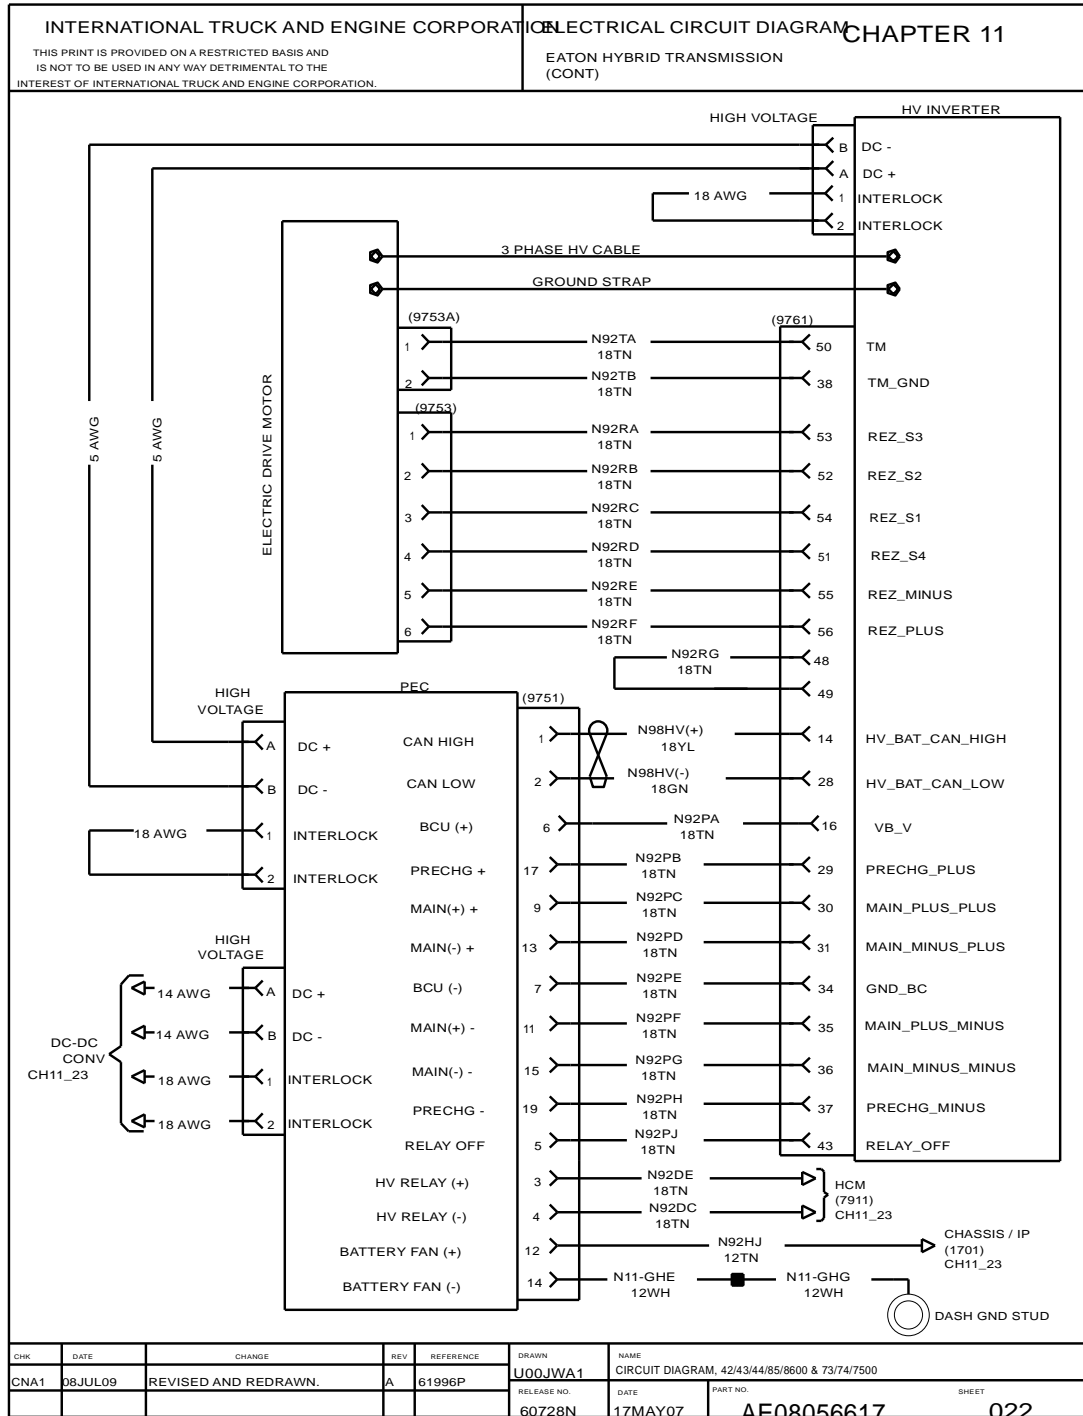 INTERNATIONAL TRUCK AND ENGINE CORPORATION
THIS PRINT IS PROVIDED ON A RESTRICTED BASIS AND
IS NOT TO BE USED IN ANY WAY DETRIMENTAL TO THE
INTEREST OF INTERNATIONAL TRUCK AND ENGINE CORPORATION.
ELECTRICAL CIRCUIT DIAGRAM
CHAPTER 11
EATON HYBRID TRANSMISSION
(CONT)
HIGH VOLTAGE
HV INVERTER
B DC -
A DC +
18 AWG
1 INTERLOCK
2 INTERLOCK
3 PHASE HV CABLE
GROUND STRAP
5 AWG
5 AWG
ELECTRIC DRIVE MOTOR
(9753A)
(9761)
1 N92TA 18TN 50 TM
2 N92TB 18TN 38 TM_GND
(9753)
1 N92RA 18TN 53 REZ_S3
2 N92RB 18TN 52 REZ_S2
3 N92RC 18TN 54 REZ_S1
4 N92RD 18TN 51 REZ_S4
5 N92RE 18TN 55 REZ_MINUS
6 N92RF 18TN 56 REZ_PLUS
N92RG 18TN 48
49
HIGH VOLTAGE
PEC
(9751)
A DC +
B DC -
18 AWG
1 INTERLOCK
2 INTERLOCK
CAN HIGH 1 N98HV(+) 18YL 14 HV_BAT_CAN_HIGH
CAN LOW 2 N98HV(-) 18GN 28 HV_BAT_CAN_LOW
BCU (+) 6 N92PA 18TN 16 VB_V
PRECHG + 17 N92PB 18TN 29 PRECHG_PLUS
MAIN(+) + 9 N92PC 18TN 30 MAIN_PLUS_PLUS
MAIN(-) + 13 N92PD 18TN 31 MAIN_MINUS_PLUS
BCU (-) 7 N92PE 18TN 34 GND_BC
MAIN(+) - 11 N92PF 18TN 35 MAIN_PLUS_MINUS
MAIN(-) - 15 N92PG 18TN 36 MAIN_MINUS_MINUS
PRECHG - 19 N92PH 18TN 37 PRECHG_MINUS
RELAY OFF 5 N92PJ 18TN 43 RELAY_OFF
HV RELAY (+) 3 N92DE 18TN
HV RELAY (-) 4 N92DC 18TN
HCM
(7911)
CH11_23
BATTERY FAN (+) 12 N92HJ 12TN
CHASSIS / IP
(1701)
CH11_23
BATTERY FAN (-) 14 N11-GHE 12WH N11-GHG 12WH
DASH GND STUD
HIGH VOLTAGE
DC-DC
CONV
CH11_23
14 AWG A DC +
14 AWG B DC -
18 AWG 1 INTERLOCK
18 AWG 2 INTERLOCK
CHK DATE CHANGE REV REFERENCE
CNA1 08JUL09 REVISED AND REDRAWN. A 61996P
DRAWN
U00JWA1
NAME
CIRCUIT DIAGRAM, 42/43/44/85/8600 & 73/74/7500
RELEASE NO.
60728N
DATE
17MAY07
PART NO.
AE08056617
SHEET
022